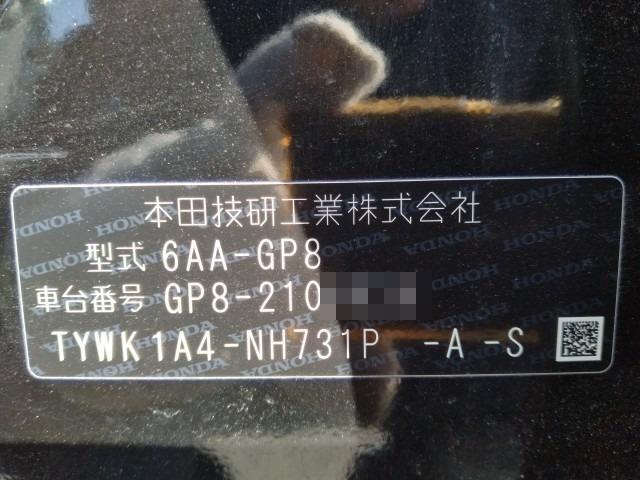 本田技研工業株式会社
型式 6AA-GP8
車台番号 GP8-210
TYWK1A4-NH731P -A -S